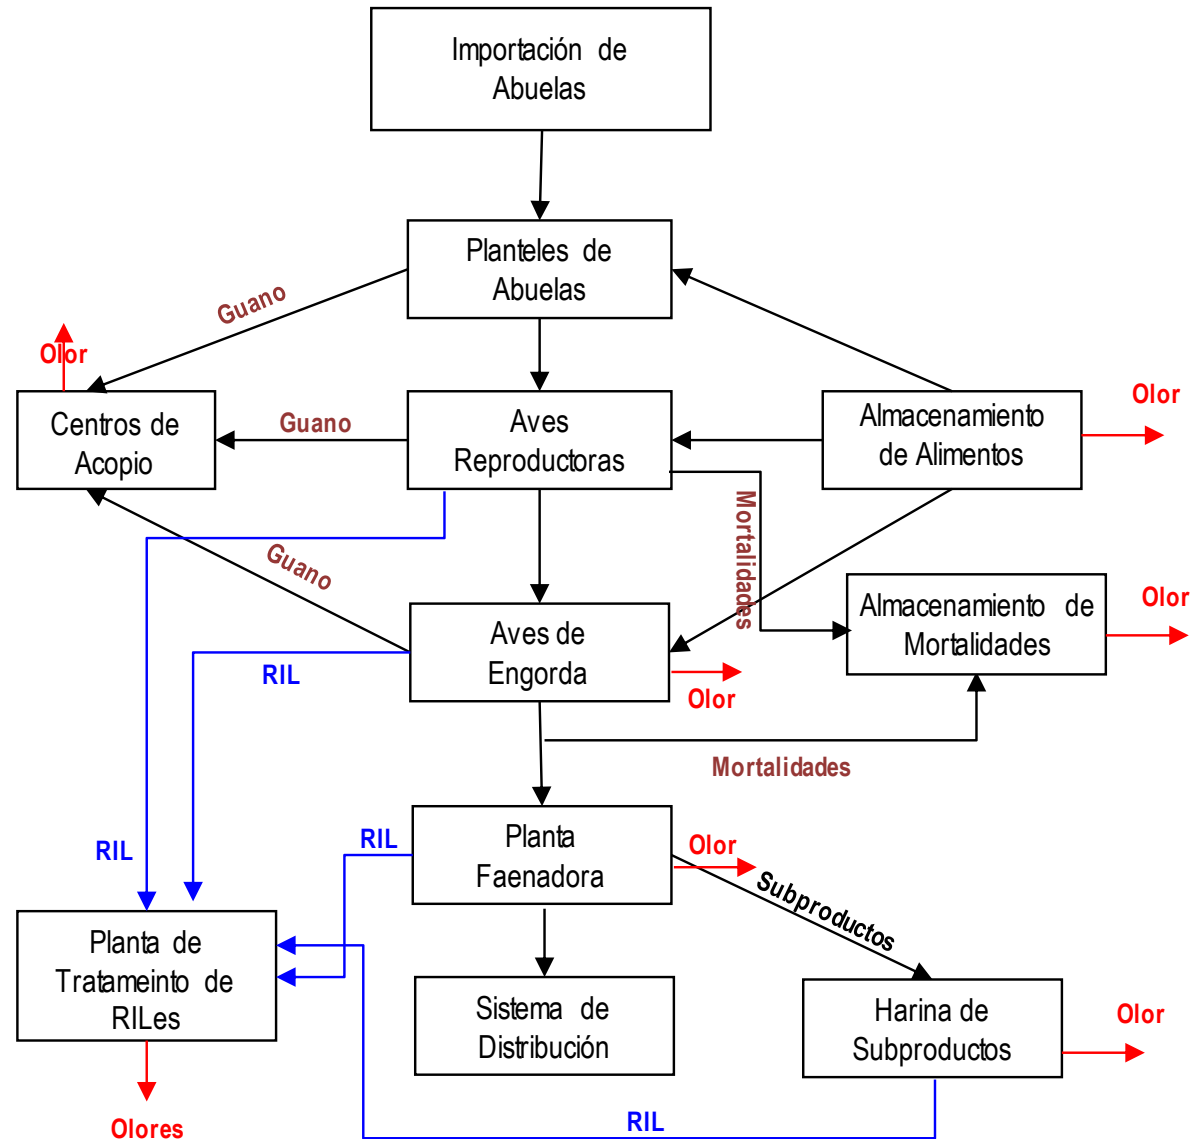 Importación de
Abuelas
Planteles de
Abuelas
Guano
Olor
Centros de
Acopio
Guano
Aves
Reproductoras
Almacenamiento
de Alimentos
Olor
Mortalidades
Guano
Aves de
Engorda
Almacenamiento de
Mortalidades
Olor
RIL
Olor
Mortalidades
RIL
RIL
Planta
Faenadora
Olor
Subproductos
Planta de
Tratameinto de
RILes
Sistema de
Distribución
Harina de
Subproductos
Olor
Olores
RIL